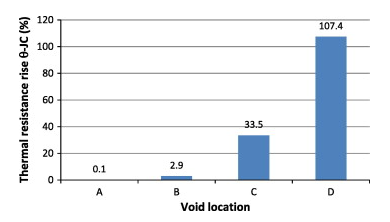 Thermal resistance rise θ-JC (%)
120
100
80
60
40
20
0
0.1
2.9
33.5
107.4
A
B
C
D
Void location